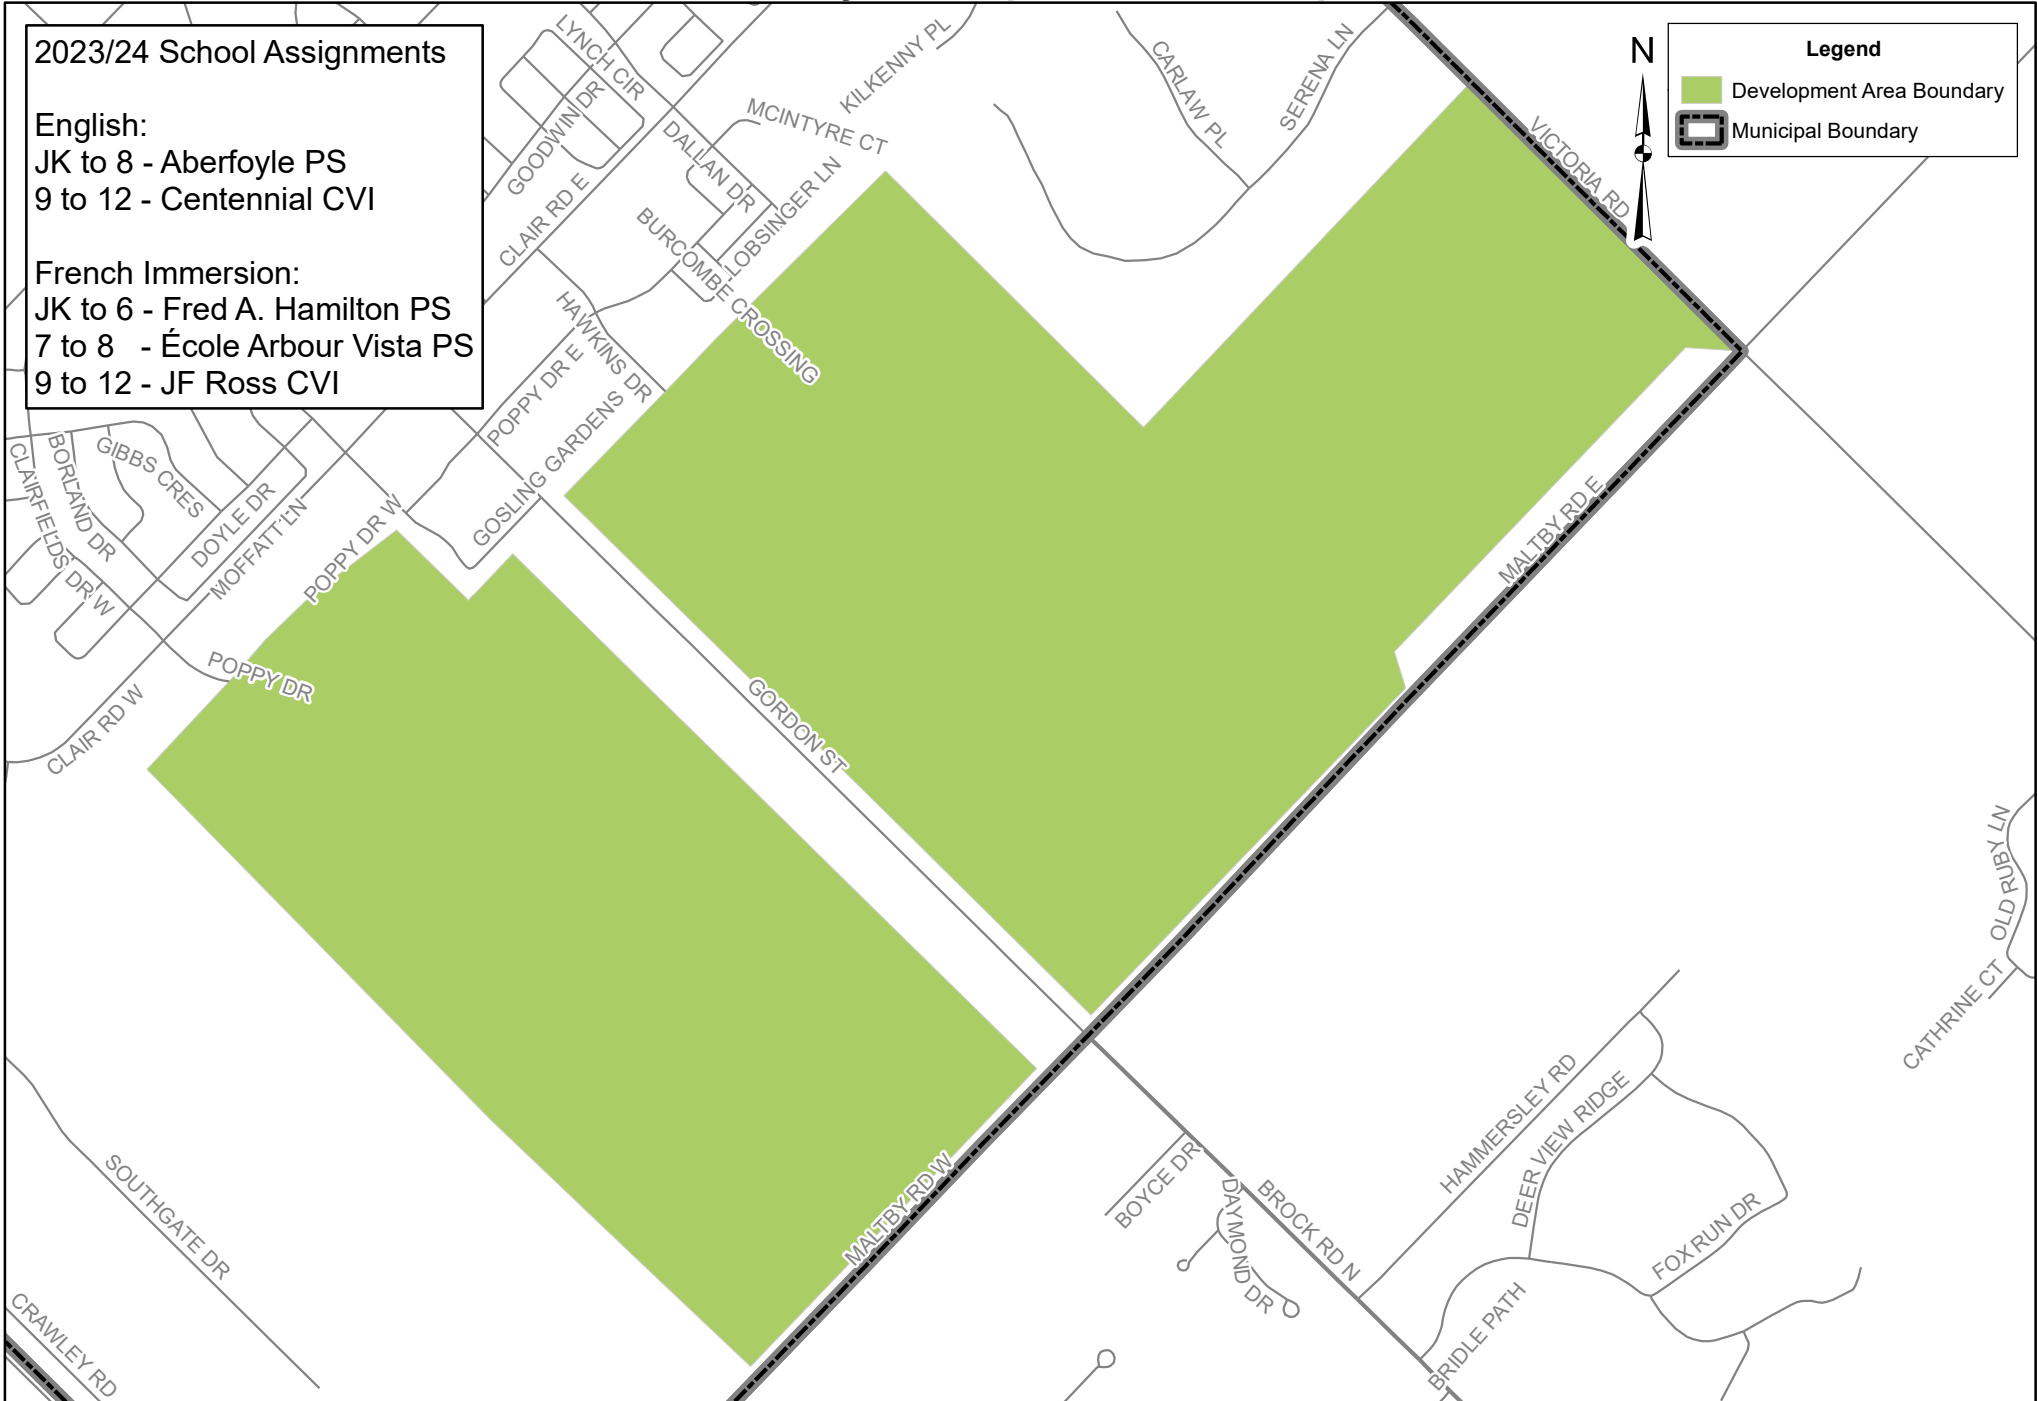 2023/24 School Assignments
English:
JK to 8 - Aberfoyle PS
9 to 12 - Centennial CVI
French Immersion:
JK to 6 - Fred A. Hamilton PS
7 to 8 - École Arbour Vista PS
9 to 12 - JF Ross CVI
N
Legend
Development Area Boundary
Municipal Boundary
LYNCH CIR
GOODWIN DR
CLAIR RD E
DALLAN DR
MCINTYRE CT
KILKENNY PL
LOBSINGER LN
BURCOMBE CROSSING
CARLAW PL
SERENA LN
VICTORIA RD
HAWKINS DR
POPPY DR E
GOSLING GARDENS
GIBBS CRES
BORLAND DR
CLAIRFIELDS DR W
DOYLE DR
MOFFATT LN
POPPY DR W
POPPY DR
CLAIR RD W
GORDON ST
MALTBY RD E
MALTBY RD W
SOUTHGATE DR
CRAWLEY RD
BOYCE DR
DAYMOND DR
BROCK RD N
HAMMERSLEY RD
DEER VIEW RIDGE
FOX RUN DR
BRIDLE PATH
OLD RUBY LN
CATHRINE CT